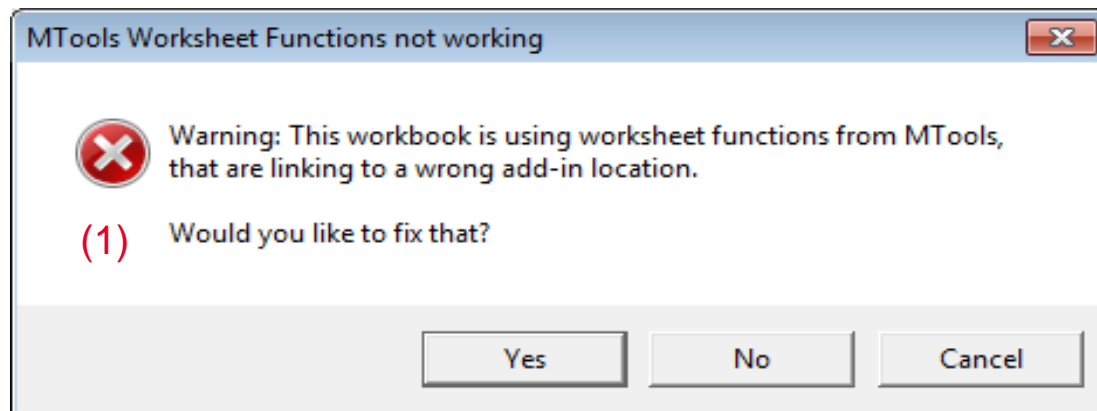 MTools Worksheet Functions not working
Warning: This workbook is using worksheet functions from MTools,
that are linking to a wrong add-in location.
(1) Would you like to fix that?
Yes No Cancel